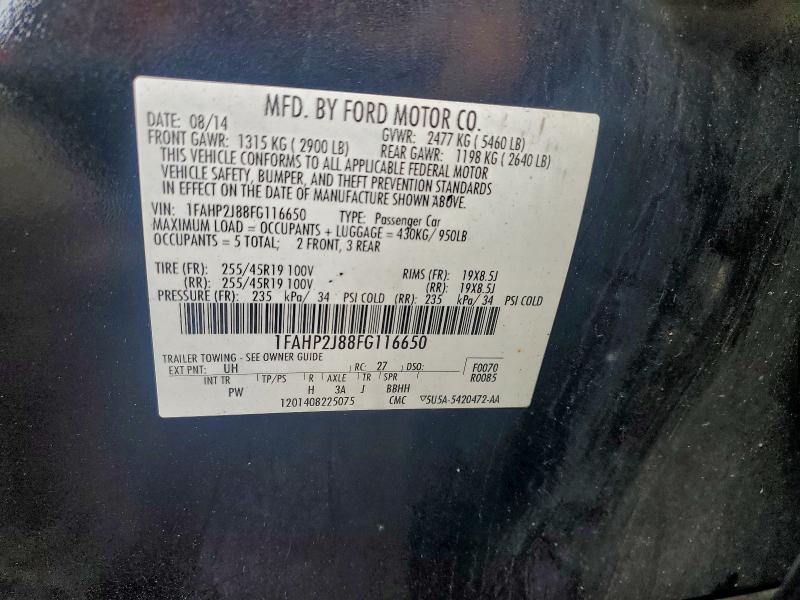 MFD. BY FORD MOTOR CO.
DATE: 08/14 GVWR: 2477 KG (5460 LB)
FRONT GAWR: 1315 KG ( 2900 LB) REAR GAWR: 1198 KG ( 2640 LB)
THIS VEHICLE CONFORMS TO ALL APPLICABLE FEDERAL MOTOR
VEHICLE SAFETY, BUMPER, AND THEFT PREVENTION STANDARDS
IN EFFECT ON THE DATE OF MANUFACTURE SHOWN ABOVE.
VIN: 1FAHP2J88FG116650 TYPE: Passenger Car
MAXIMUM LOAD = OCCUPANTS + LUGGAGE = 430KG/ 950LB
OCCUPANTS = 5 TOTAL; 2 FRONT, 3 REAR
TIRE (FR): 255/45R19 100V RIMS (FR): 19X8.5J
(RR): 255/45R19 100V (RR): 19X8.5J
PRESSURE (FR): 235 kPa/ 34 PSI COLD (RR): 235 kPa/ 34 PSI COLD
1FAHP2J88FG116650
TRAILER TOWING - SEE OWNER GUIDE
EXT PNT: UH RC: 27 DSO: F0070
INT TR TP/PS R AXLE TR SPR R0085
PW H 3A J BBHH
1201408225075 CMC ▽5U5A-5420472-AA